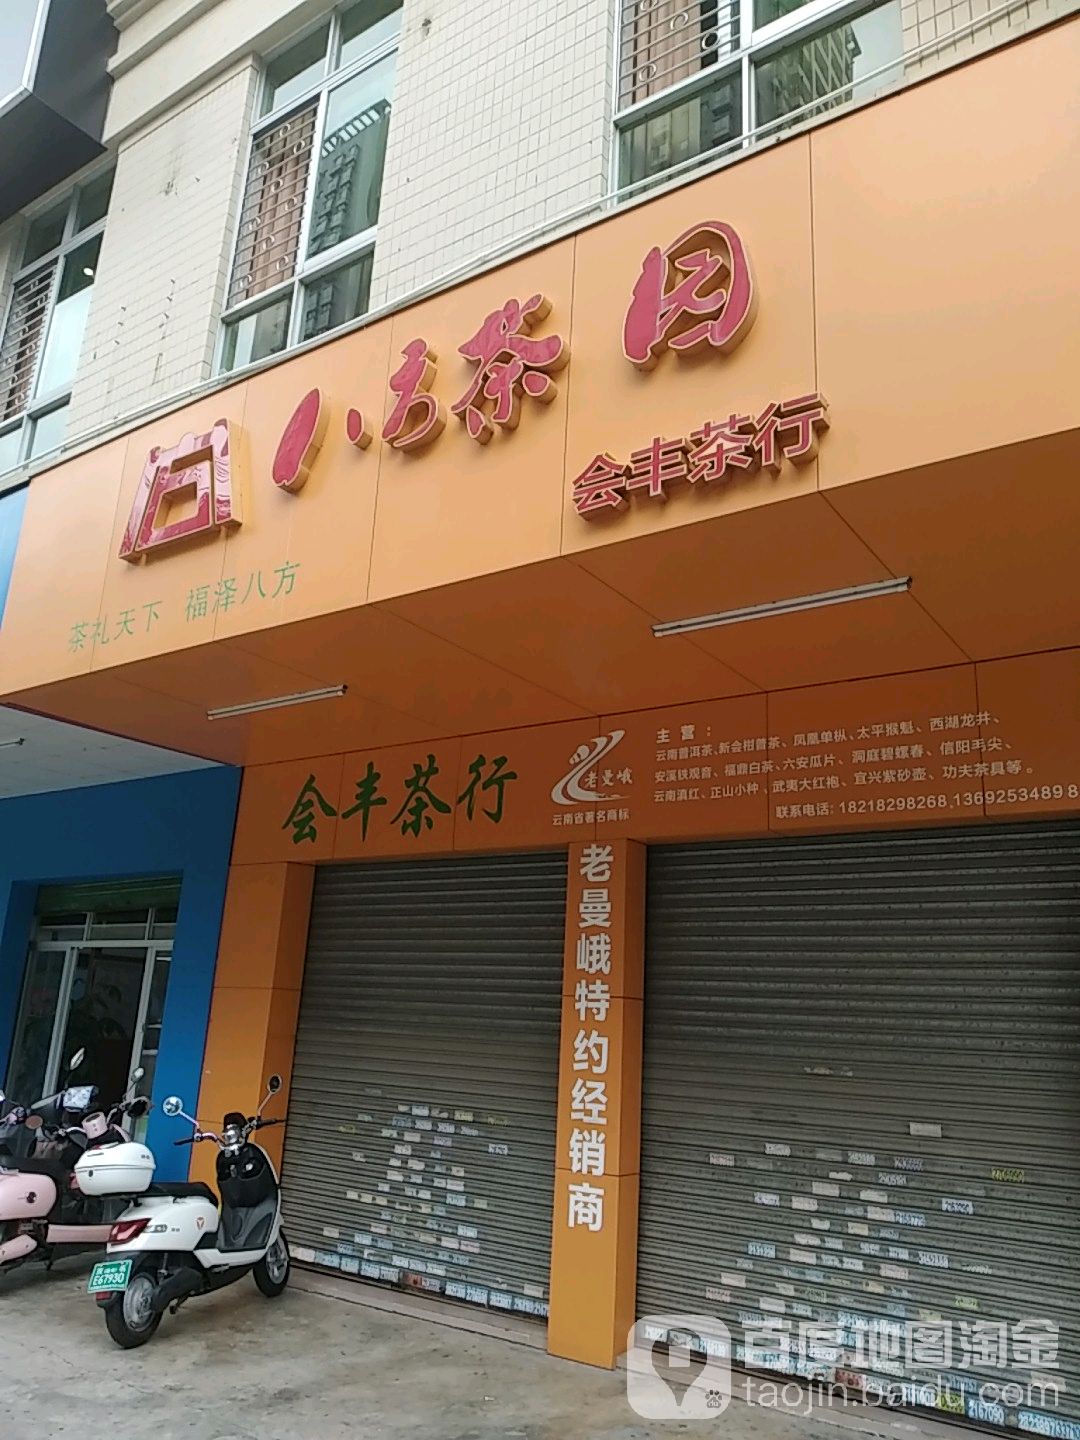 八方茶园
会丰茶行
茶礼天下 福泽八方
会丰茶行
老曼峨
云南省著名商标
主营：
云南普洱茶、新会柑普茶、凤凰单枞、太平猴魁、西湖龙井、
安溪铁观音、福鼎白茶、六安瓜片、洞庭碧螺春、信阳毛尖、
云南滇红、正山小种、武夷大红袍、宜兴紫砂壶、功夫茶具等。
联系电话: 18218298268,13692534898
老曼峨特约经销商
E67930
百度地图淘金
taojin.baidu.com